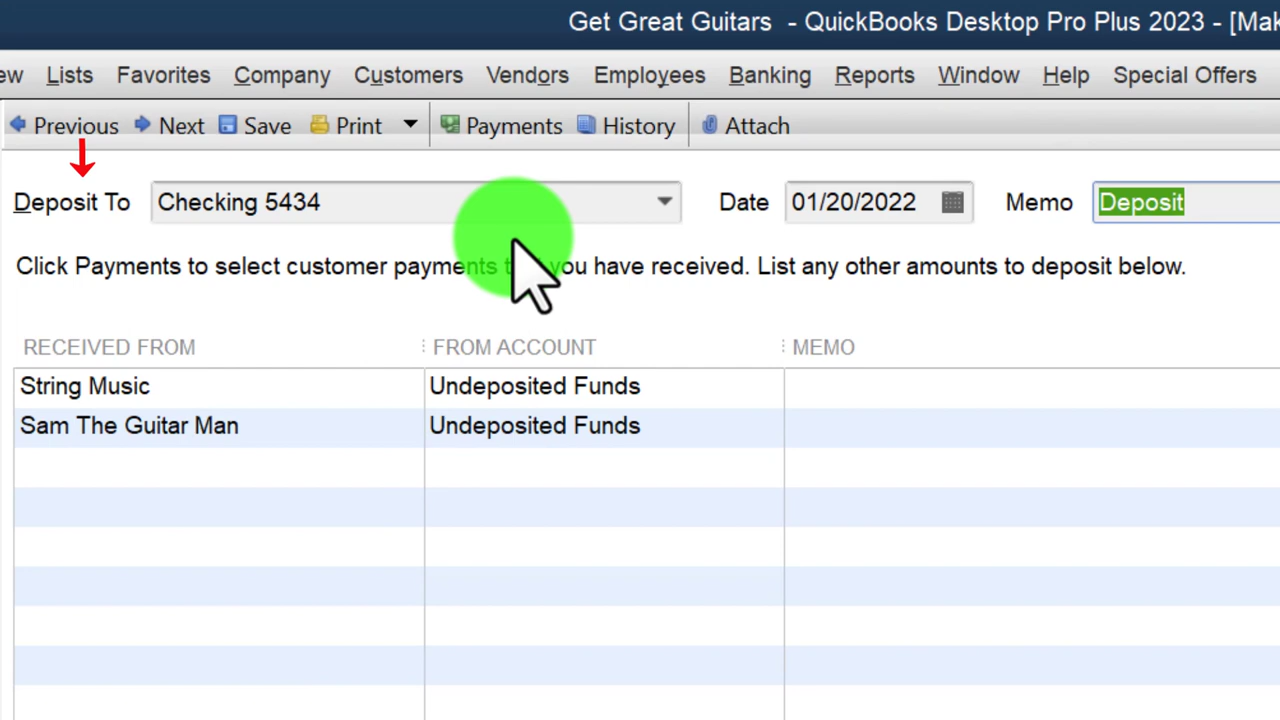 Get Great Guitars - QuickBooks Desktop Pro Plus 2023 - [Mak
ew Lists Favorites Company Customers Vendors Employees Banking Reports Window Help Special Offers
Previous Next Save Print Payments History Attach
Deposit To Checking 5434 Date 01/20/2022 Memo Deposit
Click Payments to select customer payments you have received. List any other amounts to deposit below.
RECEIVED FROM FROM ACCOUNT MEMO
String Music Undeposited Funds
Sam The Guitar Man Undeposited Funds